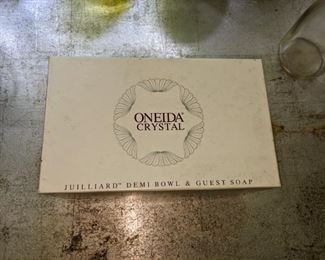 ONEIDA®
CRYSTAL
JUILLIARD™ DEMI BOWL & GUEST SOAP